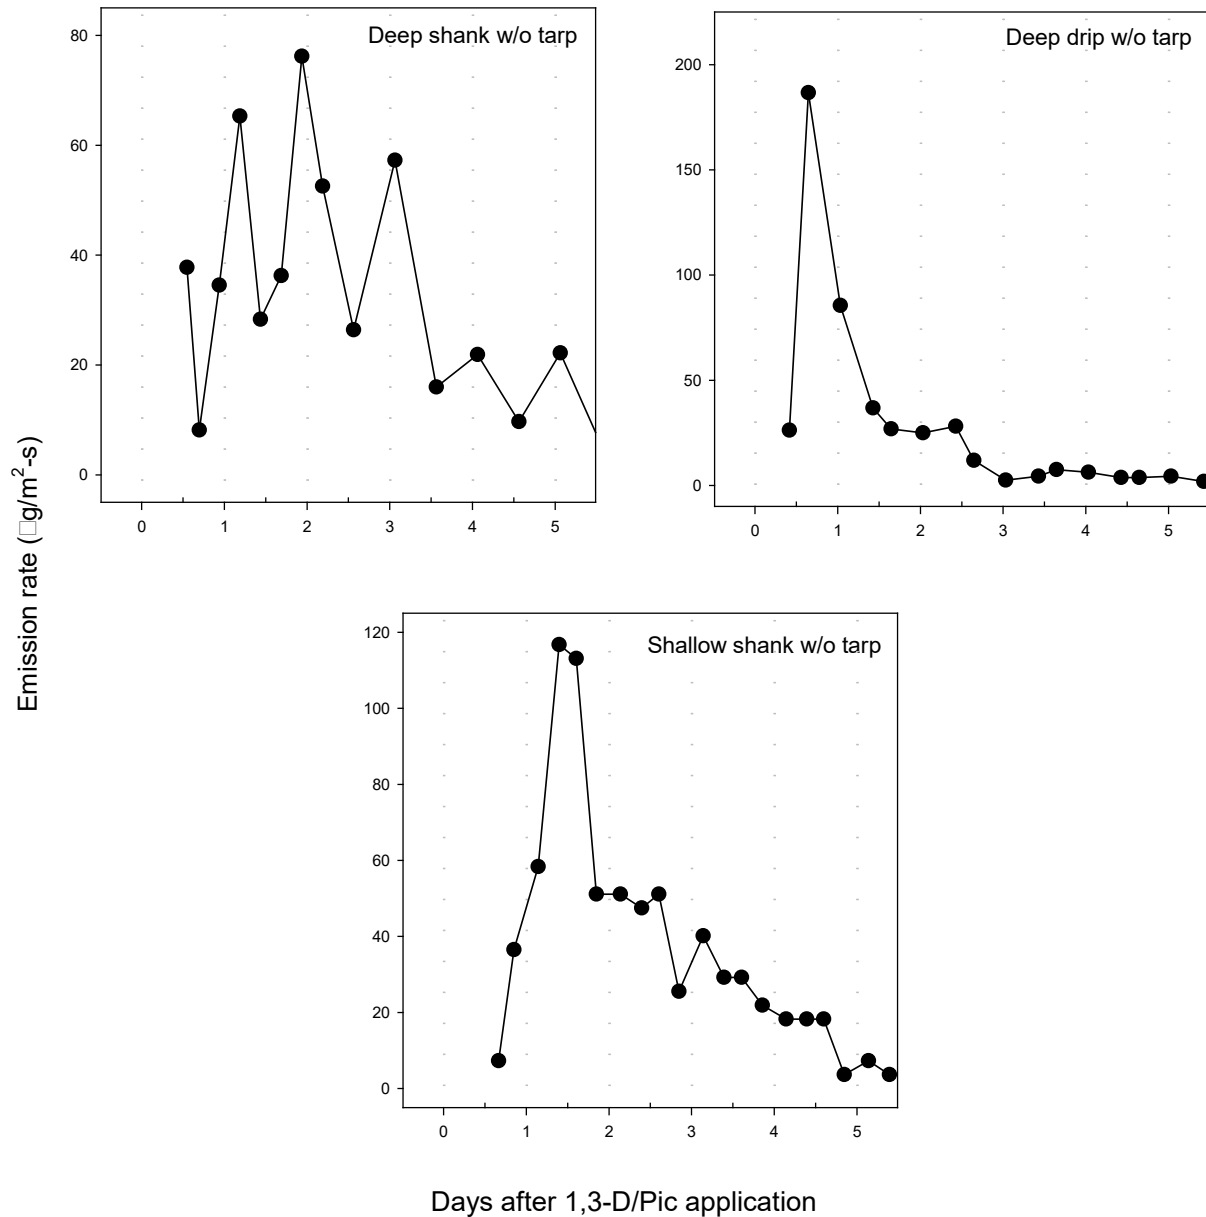 Deep shank w/o tarp
80
60
40
20
0
0 1 2 3 4 5
Deep drip w/o tarp
200
150
100
50
0
0 1 2 3 4 5
Emission rate (□g/m²-s)
Shallow shank w/o tarp
120
100
80
60
40
20
0
0 1 2 3 4 5
Days after 1,3-D/Pic application